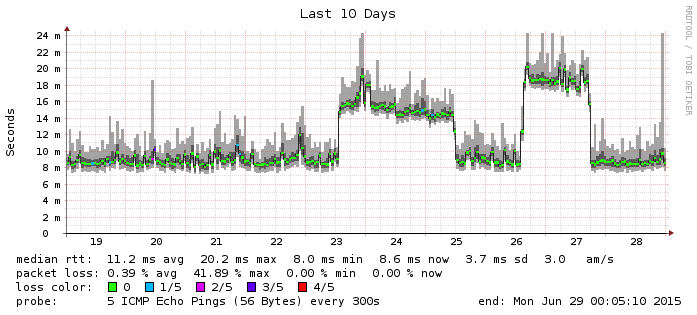 Last 10 Days
RRDTOOL / TOBI OETIKER
Seconds
24 m
22 m
20 m
18 m
16 m
14 m
12 m
10 m
8 m
6 m
4 m
2 m
0
19 20 21 22 23 24 25 26 27 28
median rtt: 11.2 ms avg 20.2 ms max 8.0 ms min 8.6 ms now 3.7 ms sd 3.0 am/s
packet loss: 0.39 % avg 41.89 % max 0.00 % min 0.00 % now
loss color: 0 1/5 2/5 3/5 4/5
probe: 5 ICMP Echo Pings (56 Bytes) every 300s end: Mon Jun 29 00:05:10 2015